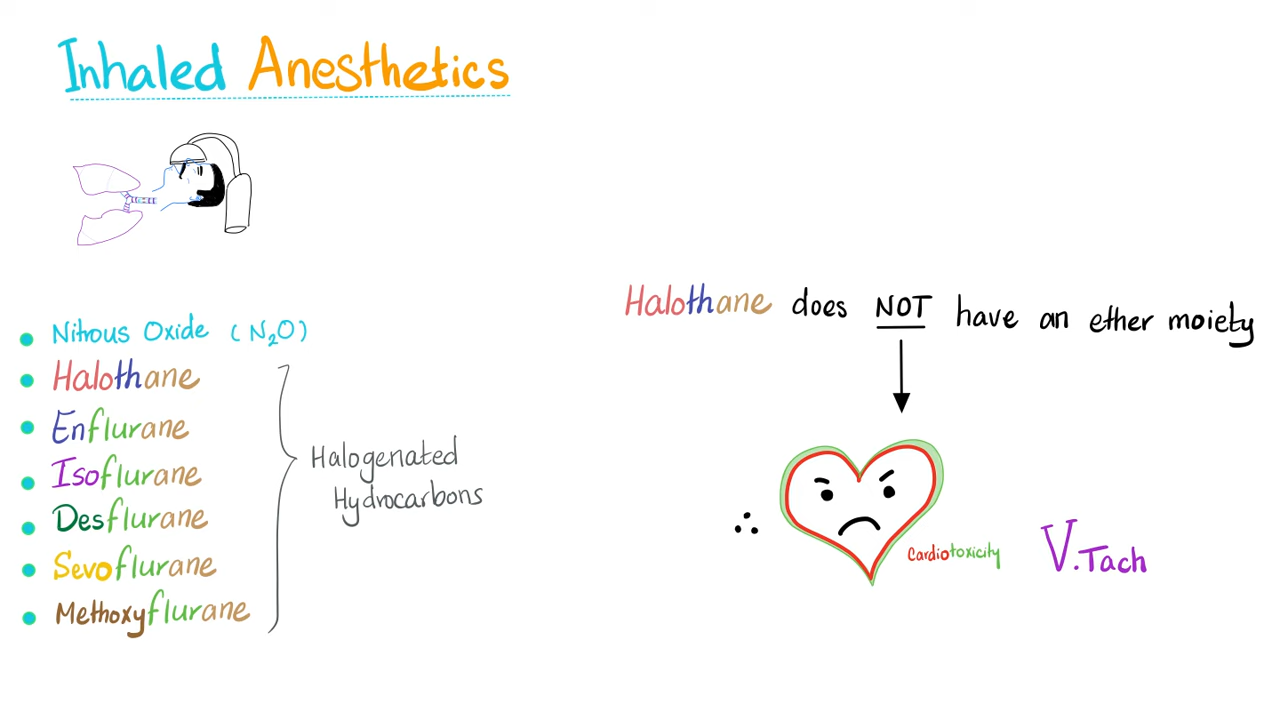 Inhaled Anesthetics
Nitrous Oxide (N₂O)
Halothane
Enflurane
Isoflurane
Desflurane
Sevoflurane
Methoxyflurane
Halogenated
Hydrocarbons
Halothane does NOT have an ether moiety
∴
Cardiotoxicity
V.Tach